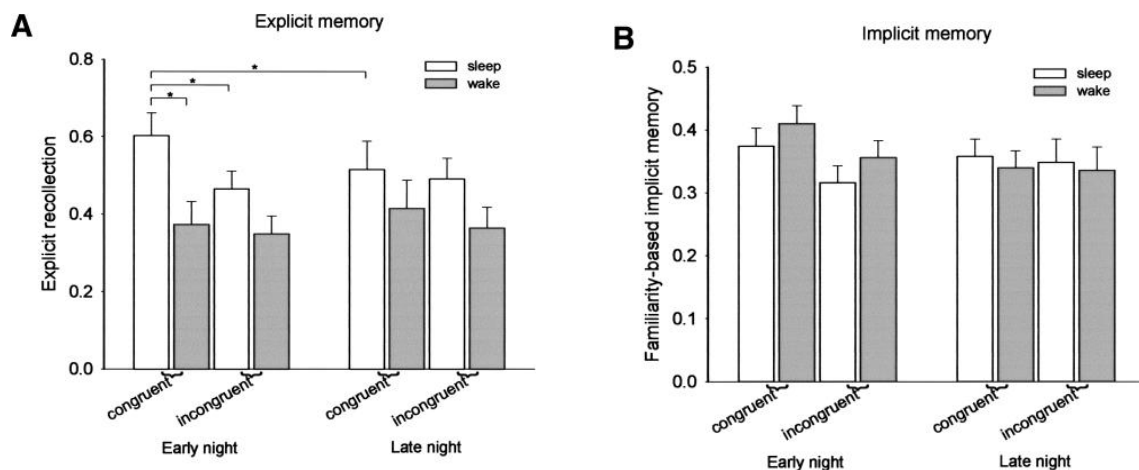 A
Explicit memory
Explicit recollection
0.8
0.6
0.4
0.2
0.0
sleep
wake
*
*
*
congruent
incongruent
congruent
incongruent
Early night
Late night
B
Implicit memory
Familiarity-based implicit memory
0.5
0.4
0.3
0.2
0.1
0.0
sleep
wake
congruent
incongruent
congruent
incongruent
Early night
Late night